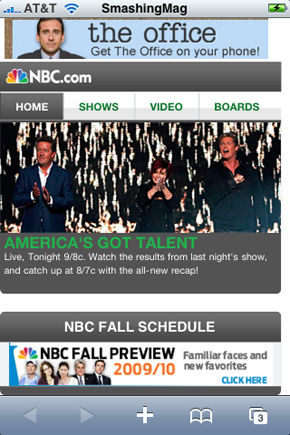 AT&T
SmashingMag
the office
Get The Office on your phone!
NBC.com
HOME SHOWS VIDEO BOARDS
AMERICA'S GOT TALENT
Live, Tonight 9/8c. Watch the results from last night's show,
and catch up at 8/7c with the all-new recap!
NBC FALL SCHEDULE
NBC FALL PREVIEW
2009/10
Familiar faces and
new favorites
CLICK HERE
3